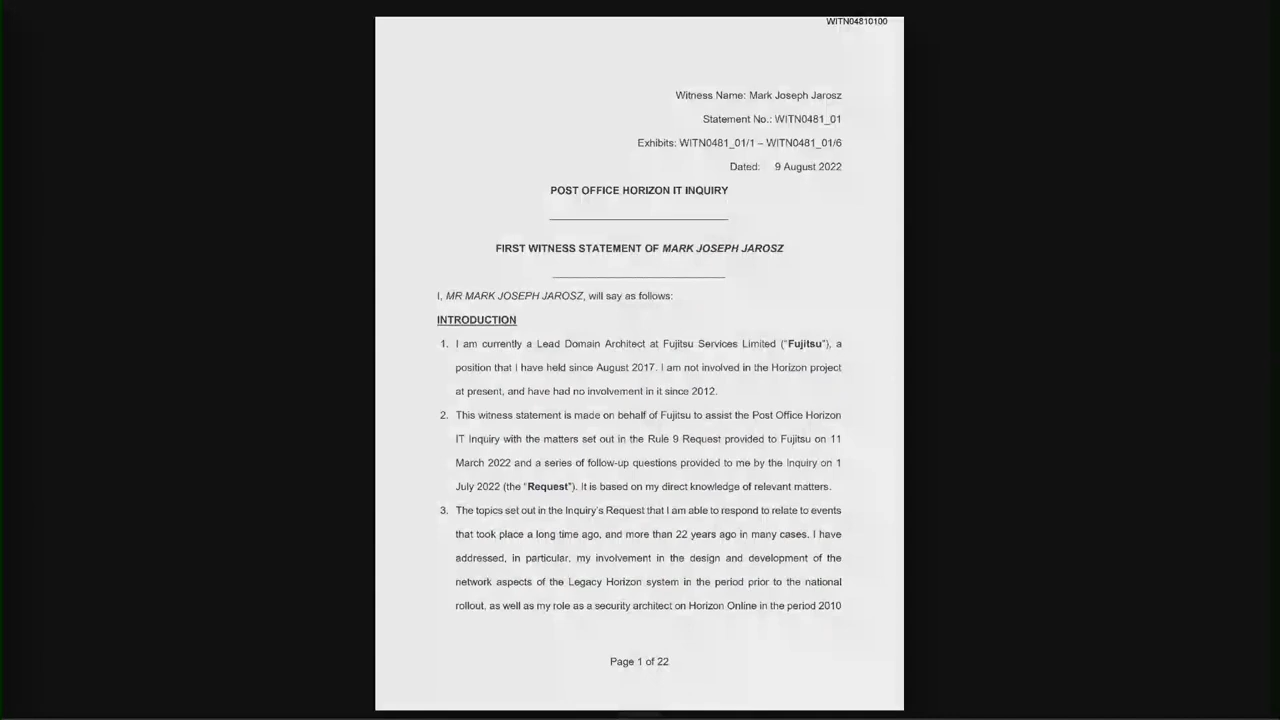 WITN04810100
Witness Name: Mark Joseph Jarosz
Statement No.: WITN0481_01
Exhibits: WITN0481_01/1 – WITN0481_01/6
Dated: 9 August 2022
POST OFFICE HORIZON IT INQUIRY
FIRST WITNESS STATEMENT OF MARK JOSEPH JAROSZ
I, MR MARK JOSEPH JAROSZ, will say as follows:
INTRODUCTION
1. I am currently a Lead Domain Architect at Fujitsu Services Limited (“Fujitsu”), a
position that I have held since August 2017. I am not involved in the Horizon project
at present, and have had no involvement in it since 2012.
2. This witness statement is made on behalf of Fujitsu to assist the Post Office Horizon
IT Inquiry with the matters set out in the Rule 9 Request provided to Fujitsu on 11
March 2022 and a series of follow-up questions provided to me by the Inquiry on 1
July 2022 (the “Request”). It is based on my direct knowledge of relevant matters.
3. The topics set out in the Inquiry’s Request that I am able to respond to relate to events
that took place a long time ago, and more than 22 years ago in many cases. I have
addressed, in particular, my involvement in the design and development of the
network aspects of the Legacy Horizon system in the period prior to the national
rollout, as well as my role as a security architect on Horizon Online in the period 2010
Page 1 of 22